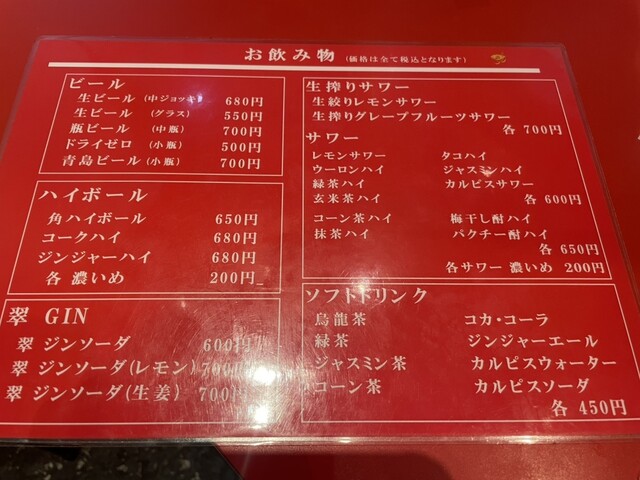 お飲み物 (価格は全て税込となります)
ビール
生ビール (中ジョッキ) 680円
生ビール (グラス) 550円
瓶ビール (中瓶) 700円
ドライゼロ (小瓶) 500円
青島ビール (小瓶) 700円
ハイボール
角ハイボール 650円
コークハイ 680円
ジンジャーハイ 680円
各 濃いめ 200円
翠 GIN
翠 ジンソーダ 600円
翠 ジンソーダ(レモン) 700円
翠 ジンソーダ(生姜) 700円
生搾りサワー
生絞りレモンサワー
生搾りグレープフルーツサワー
各 700円
サワー
レモンサワー タコハイ
ウーロンハイ ジャスミンハイ
緑茶ハイ カルピスサワー
玄米茶ハイ
各 600円
コーン茶ハイ 梅干し酎ハイ
抹茶ハイ パクチー酎ハイ
各 650円
各サワー 濃いめ 200円
ソフトドリンク
烏龍茶 コカ・コーラ
緑茶 ジンジャーエール
ジャスミン茶 カルピスウォーター
コーン茶 カルピスソーダ
各 450円